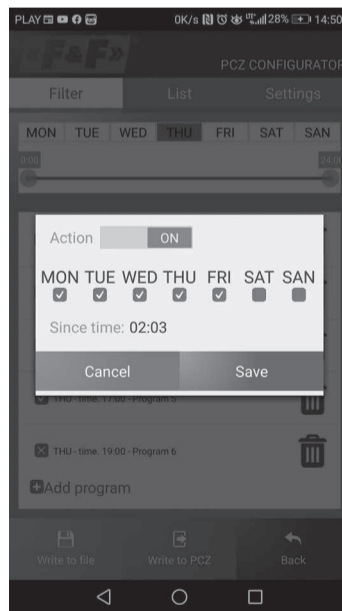 PLAY 0K/s 28% 14:50
«F&F»
PCZ CONFIGURATOR
Filter List Settings
MON TUE WED THU FRI SAT SAN
0:00 24:00
Action ON
MON TUE WED THU FRI SAT SAN
Since time: 02:03
Cancel Save
THU - time. 17:00 - Program 5
THU - time. 19:00 - Program 6
Add program
Write to file Write to PCZ Back